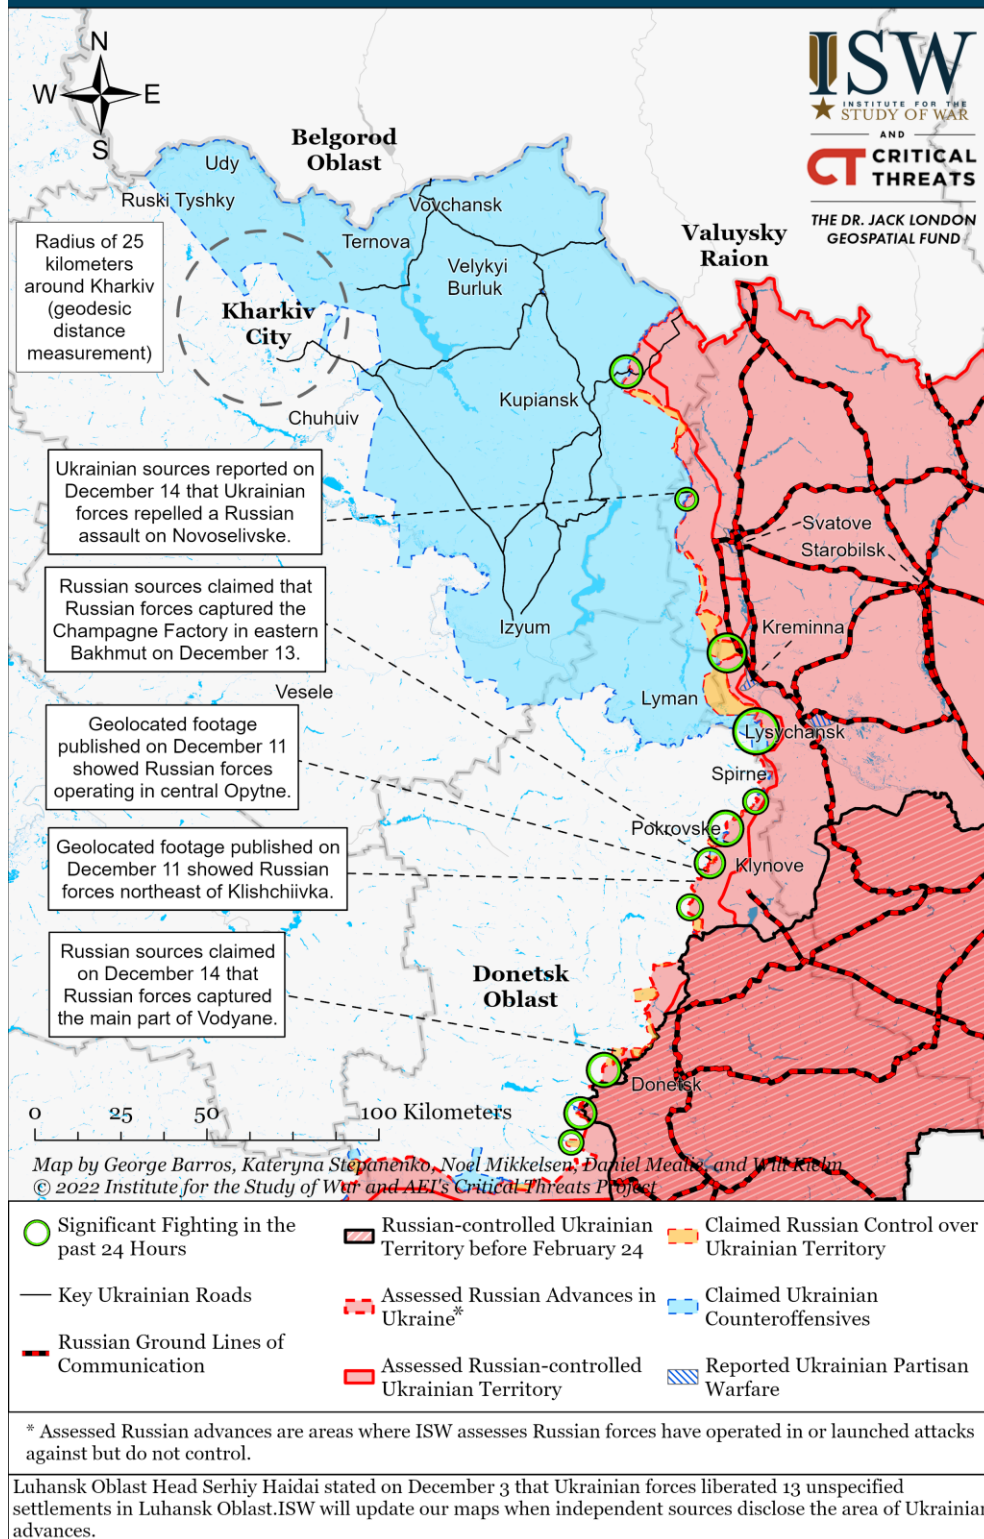 N
W E
S
ISW
INSTITUTE FOR THE
STUDY OF WAR
AND
CT CRITICAL
THREATS
THE DR. JACK LONDON
GEOSPATIAL FUND
Belgorod
Oblast
Udy
Ruski Tyshky
Vovchansk
Ternova
Valuysky
Raion
Radius of 25
kilometers
around Kharkiv
(geodesic
distance
measurement)
Velykyi
Burluk
Kharkiv
City
Kupiansk
Chuhuiv
Ukrainian sources reported on
December 14 that Ukrainian
forces repelled a Russian
assault on Novoselivske.
Svatove
Starobilsk
Russian sources claimed that
Russian forces captured the
Champagne Factory in eastern
Bakhmut on December 13.
Izyum
Kreminna
Vesele
Lyman
Geolocated footage
published on December 11
showed Russian forces
operating in central Opytne.
Lysychansk
Spirne
Pokrovske
Klynove
Geolocated footage published on
December 11 showed Russian
forces northeast of Klishchiivka.
Russian sources claimed
on December 14 that
Russian forces captured
the main part of Vodyane.
Donetsk
Oblast
Donetsk
0 25 50 100 Kilometers
Map by George Barros, Kateryna Stepanenko, Noel Mikkelsen, Daniel Mealie, and Will Kielm
© 2022 Institute for the Study of War and AEI's Critical Threats Project
Significant Fighting in the
past 24 Hours
Key Ukrainian Roads
Russian Ground Lines of
Communication
Russian-controlled Ukrainian
Territory before February 24
Assessed Russian Advances in
Ukraine*
Assessed Russian-controlled
Ukrainian Territory
Claimed Russian Control over
Ukrainian Territory
Claimed Ukrainian
Counteroffensives
Reported Ukrainian Partisan
Warfare
* Assessed Russian advances are areas where ISW assesses Russian forces have operated in or launched attacks
against but do not control.
Luhansk Oblast Head Serhiy Haidai stated on December 3 that Ukrainian forces liberated 13 unspecified
settlements in Luhansk Oblast.ISW will update our maps when independent sources disclose the area of Ukrainian
advances.